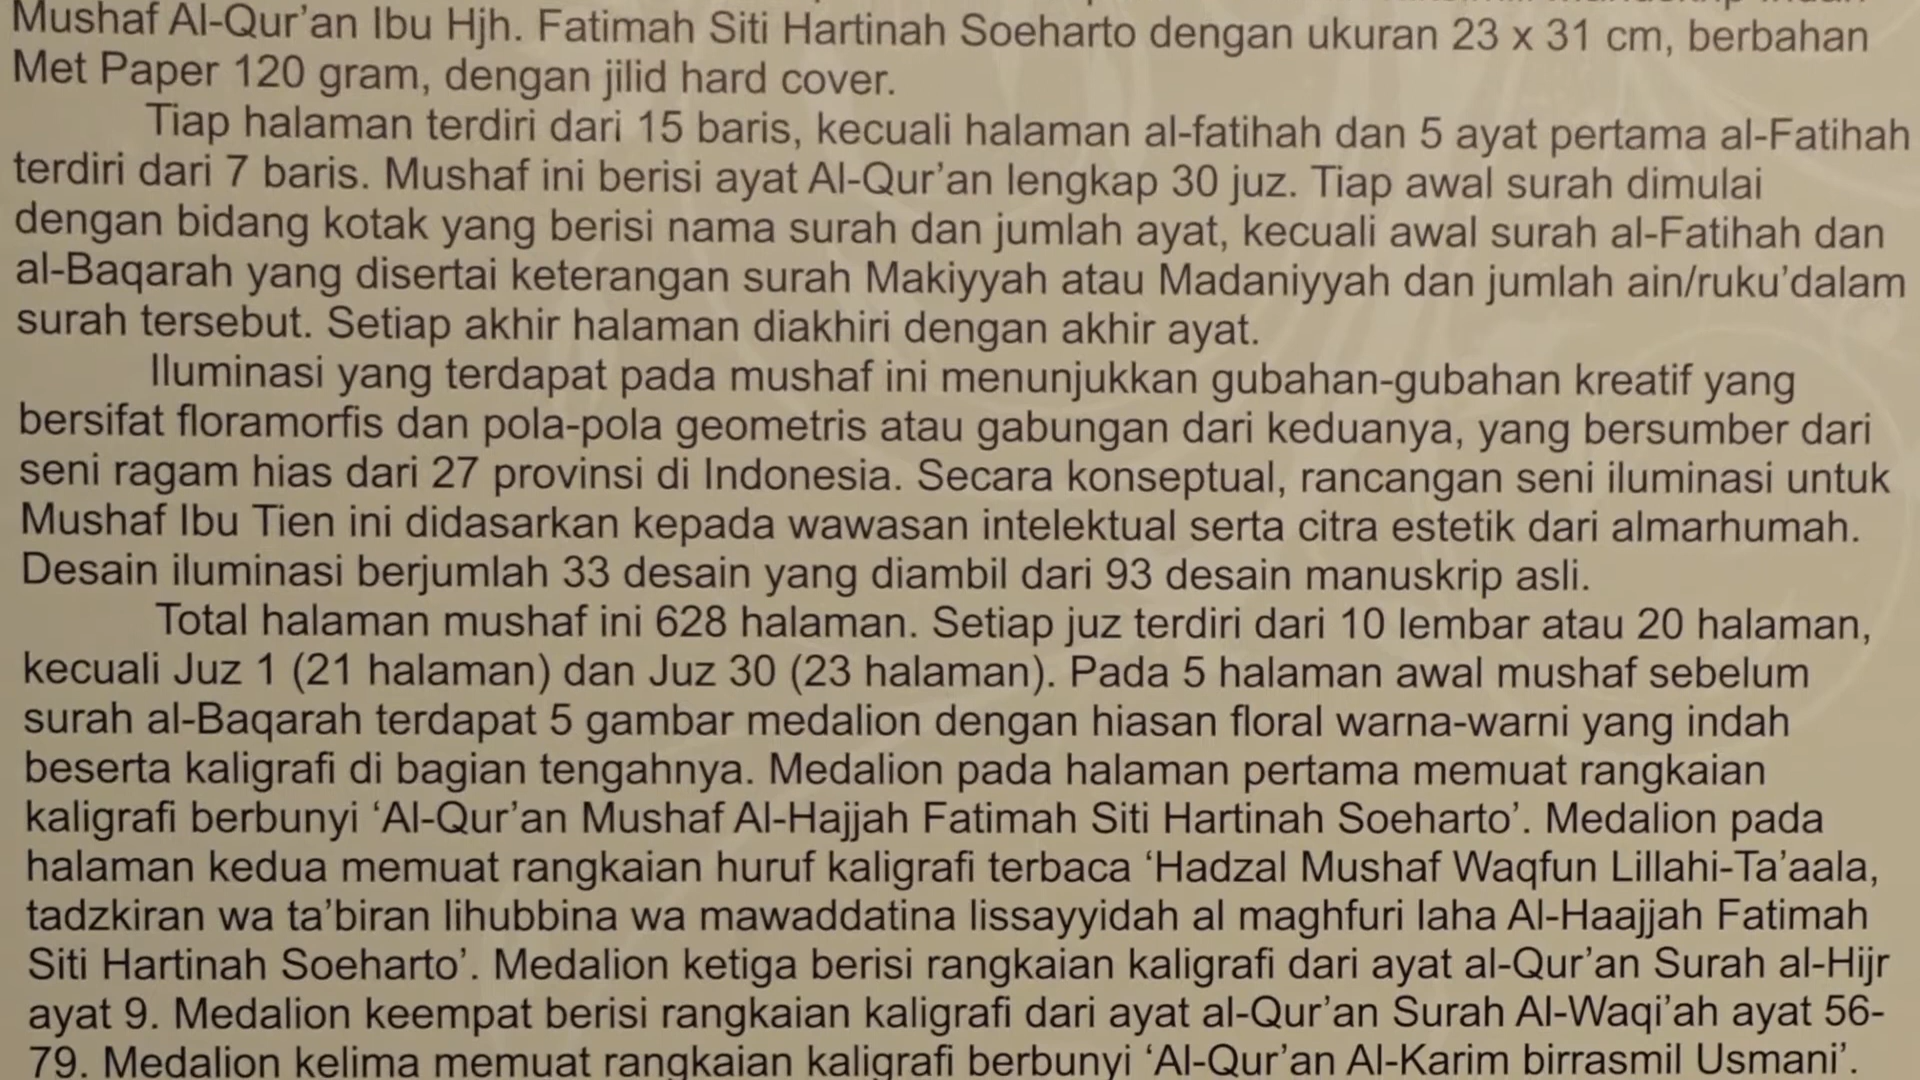 Mushaf Al-Qur’an Ibu Hjh. Fatimah Siti Hartinah Soeharto dengan ukuran 23 x 31 cm, berbahan
Met Paper 120 gram, dengan jilid hard cover.
Tiap halaman terdiri dari 15 baris, kecuali halaman al-fatihah dan 5 ayat pertama al-Fatihah
terdiri dari 7 baris. Mushaf ini berisi ayat Al-Qur’an lengkap 30 juz. Tiap awal surah dimulai
dengan bidang kotak yang berisi nama surah dan jumlah ayat, kecuali awal surah al-Fatihah dan
al-Baqarah yang disertai keterangan surah Makiyyah atau Madaniyyah dan jumlah ain/ruku’dalam
surah tersebut. Setiap akhir halaman diakhiri dengan akhir ayat.
Iluminasi yang terdapat pada mushaf ini menunjukkan gubahan-gubahan kreatif yang
bersifat floramorfis dan pola-pola geometris atau gabungan dari keduanya, yang bersumber dari
seni ragam hias dari 27 provinsi di Indonesia. Secara konseptual, rancangan seni iluminasi untuk
Mushaf Ibu Tien ini didasarkan kepada wawasan intelektual serta citra estetik dari almarhumah.
Desain iluminasi berjumlah 33 desain yang diambil dari 93 desain manuskrip asli.
Total halaman mushaf ini 628 halaman. Setiap juz terdiri dari 10 lembar atau 20 halaman,
kecuali Juz 1 (21 halaman) dan Juz 30 (23 halaman). Pada 5 halaman awal mushaf sebelum
surah al-Baqarah terdapat 5 gambar medalion dengan hiasan floral warna-warni yang indah
beserta kaligrafi di bagian tengahnya. Medalion pada halaman pertama memuat rangkaian
kaligrafi berbunyi ‘Al-Qur’an Mushaf Al-Hajjah Fatimah Siti Hartinah Soeharto’. Medalion pada
halaman kedua memuat rangkaian huruf kaligrafi terbaca ‘Hadzal Mushaf Waqfun Lillahi-Ta’aala,
tadzkiran wa ta’biran lihubbina wa mawaddatina lissayyidah al maghfuri laha Al-Haajjah Fatimah
Siti Hartinah Soeharto’. Medalion ketiga berisi rangkaian kaligrafi dari ayat al-Qur’an Surah al-Hijr
ayat 9. Medalion keempat berisi rangkaian kaligrafi dari ayat al-Qur’an Surah Al-Waqi’ah ayat 56-
79. Medalion kelima memuat rangkaian kaligrafi berbunyi ‘Al-Qur’an Al-Karim birrasmil Usmani’.